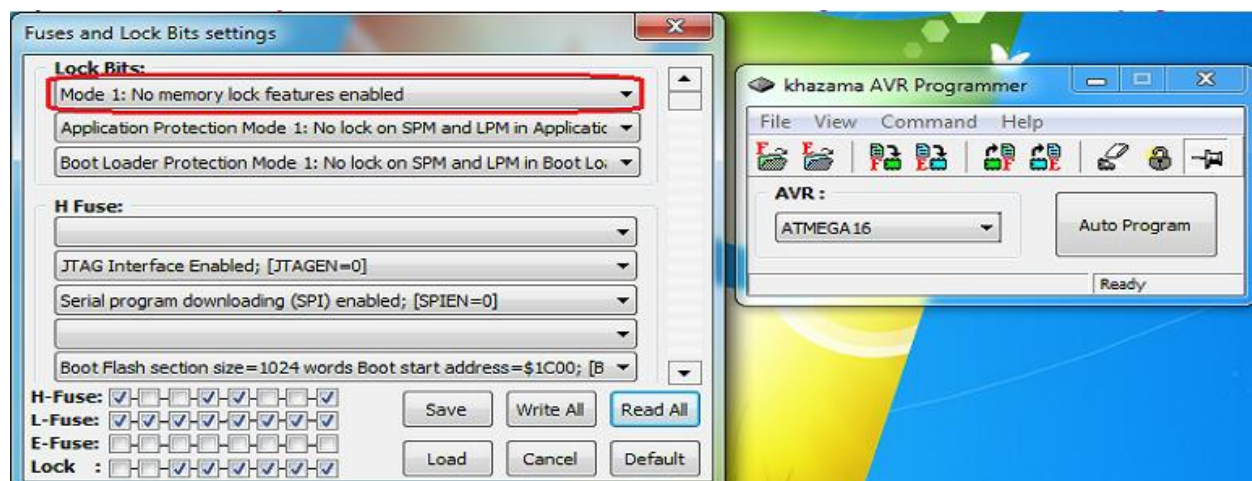 Fuses and Lock Bits settings
Lock Bits:
Mode 1: No memory lock features enabled
Application Protection Mode 1: No lock on SPM and LPM in Applicatic
Boot Loader Protection Mode 1: No lock on SPM and LPM in Boot Lo
H Fuse:
JTAG Interface Enabled; [JTAGEN=0]
Serial program downloading (SPI) enabled; [SPIEN=0]
Boot Flash section size=1024 words Boot start address=$1C00; [B
H-Fuse:
L-Fuse:
E-Fuse:
Lock :
Save Write All Read All
Load Cancel Default
khazama AVR Programmer
File View Command Help
AVR :
ATMEGA16
Auto Program
Ready